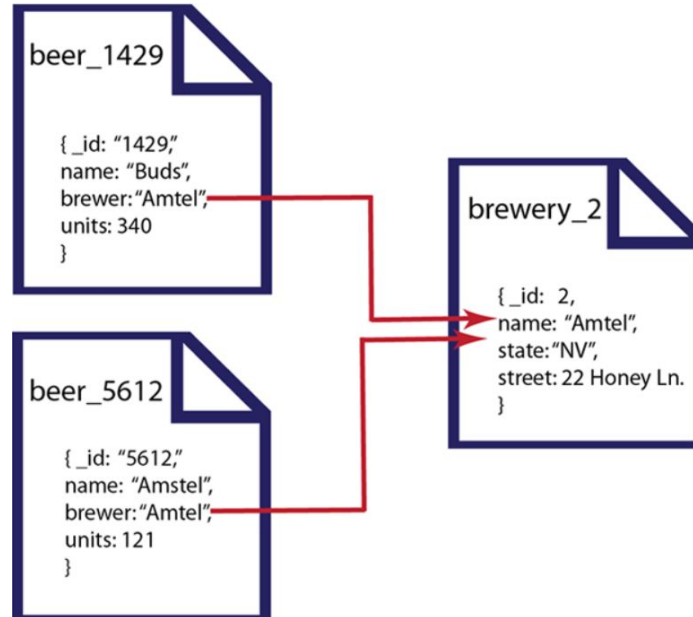 beer_1429
{ _id: “1429,”
name: “Buds”,
brewer: “Amtel”,
units: 340
}
brewery_2
{ _id: 2,
name: “Amtel”,
state: “NV”,
street: 22 Honey Ln.
}
beer_5612
{ _id: “5612,”
name: “Amstel”,
brewer: “Amtel”,
units: 121
}